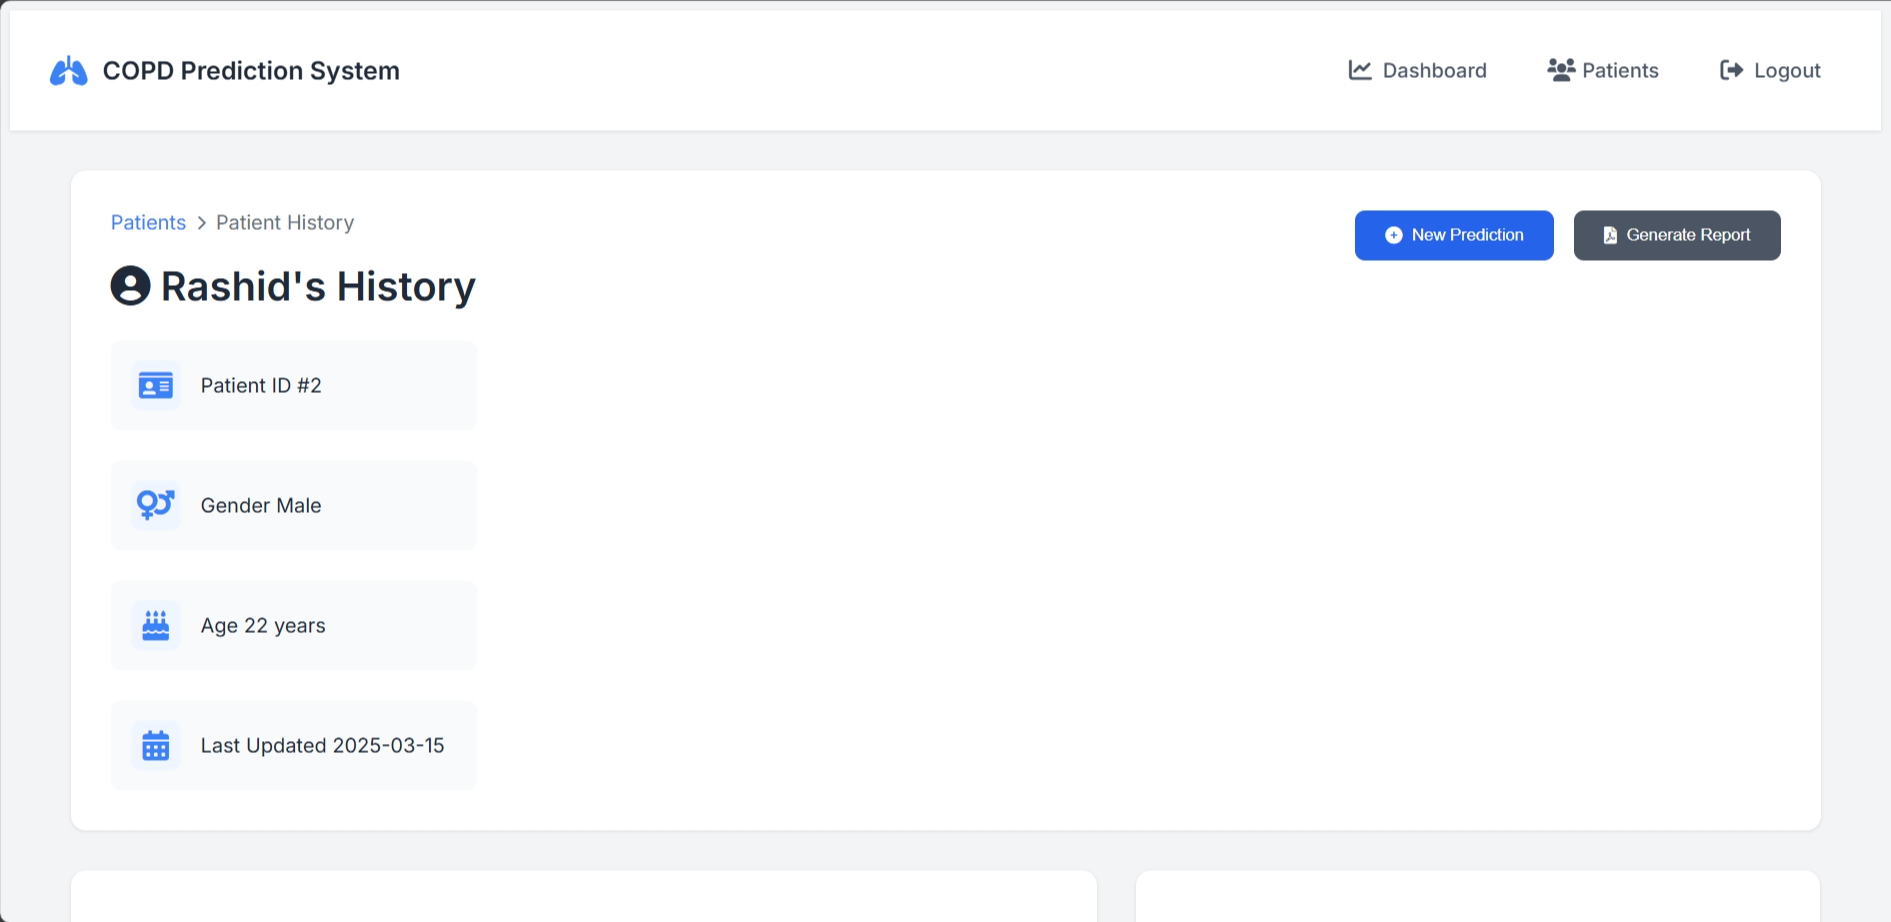 COPD Prediction System
Dashboard
Patients
Logout
Patients > Patient History
New Prediction
Generate Report
Rashid's History
Patient ID #2
Gender Male
Age 22 years
Last Updated 2025-03-15